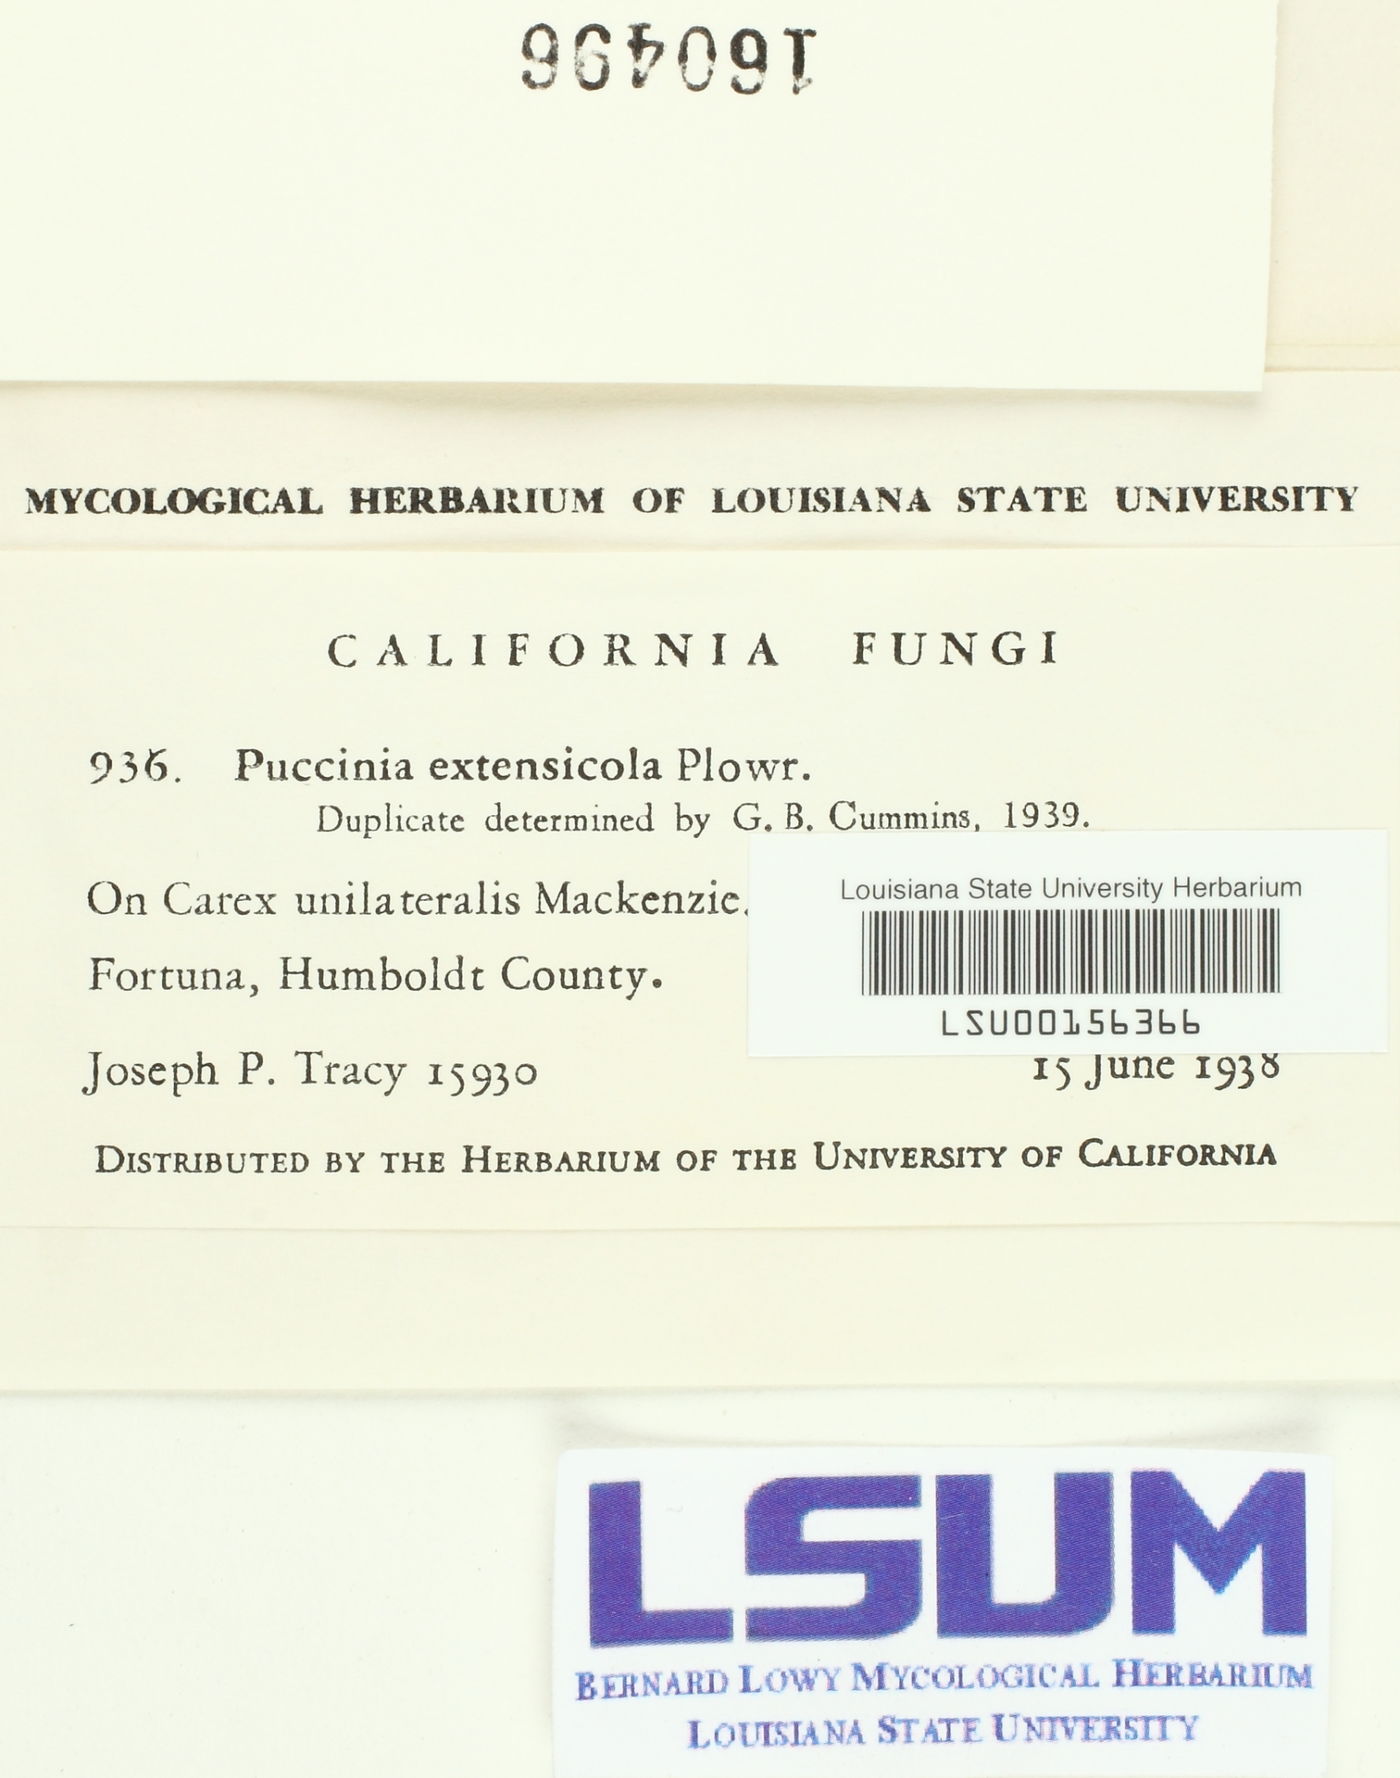 160496
MYCOLOGICAL HERBARIUM OF LOUISIANA STATE UNIVERSITY
CALIFORNIA FUNGI
936. Puccinia extensicola Plowr.
Duplicate determined by G. B. Cummins, 1939.
On Carex unilateralis Mackenzie.
Louisiana State University Herbarium
Fortuna, Humboldt County.
LSU00156366
Joseph P. Tracy 15930 15 June 1938
DISTRIBUTED BY THE HERBARIUM OF THE UNIVERSITY OF CALIFORNIA
LSUM
BERNARD LOWY MYCOLOGICAL HERBARIUM
LOUISIANA STATE UNIVERSITY